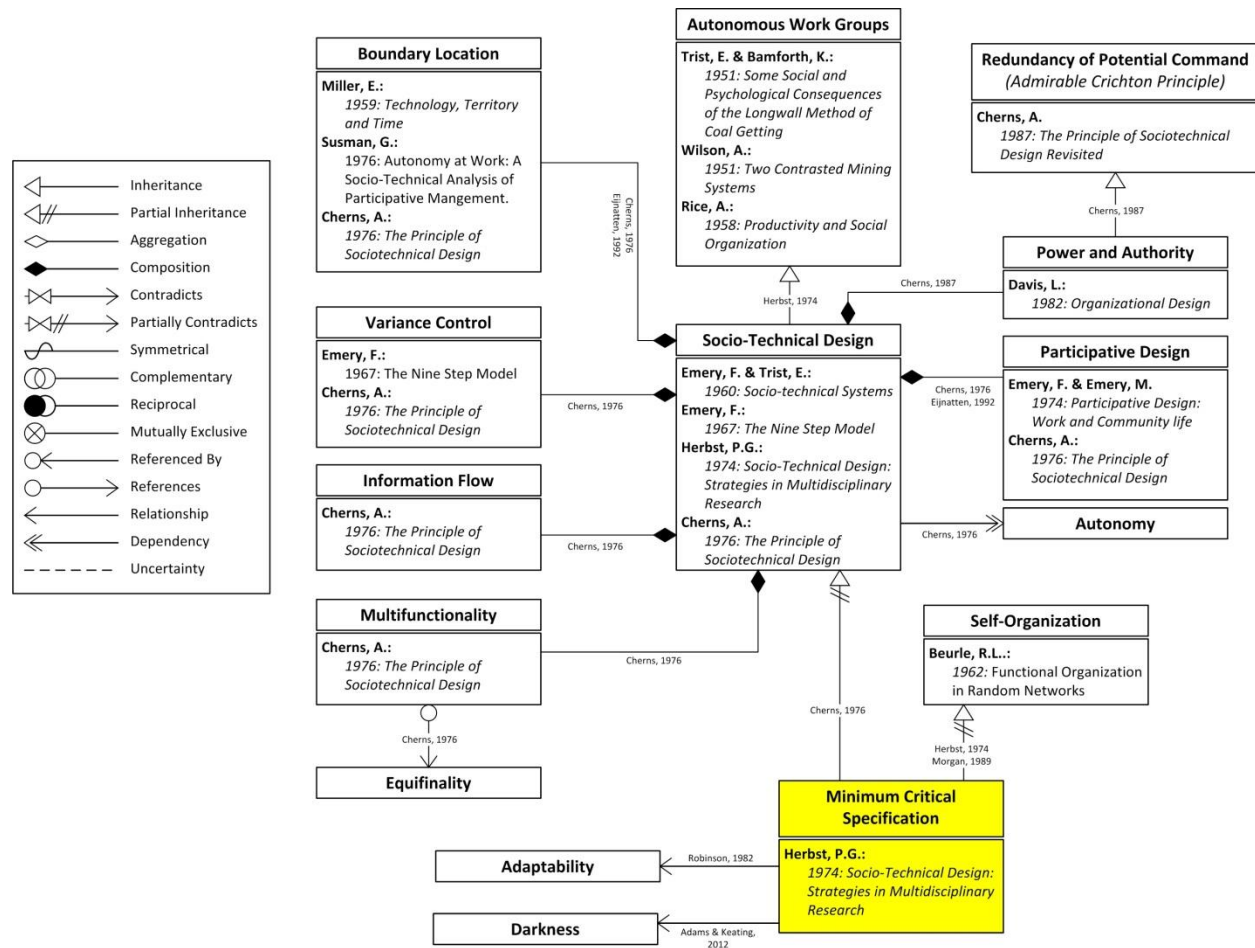 Inheritance
Partial Inheritance
Aggregation
Composition
Contradicts
Partially Contradicts
Symmetrical
Complementary
Reciprocal
Mutually Exclusive
Referenced By
References
Relationship
Dependency
Uncertainty
Boundary Location
Miller, E.:
1959: Technology, Territory
and Time
Susman, G.:
1976: Autonomy at Work: A
Socio-Technical Analysis of
Participative Mangement.
Cherns, A.:
1976: The Principle of
Sociotechnical Design
Cherns, 1976
Eijnatten, 1992
Variance Control
Emery, F.:
1967: The Nine Step Model
Cherns, A.:
1976: The Principle of
Sociotechnical Design
Cherns, 1976
Information Flow
Cherns, A.:
1976: The Principle of
Sociotechnical Design
Cherns, 1976
Multifunctionality
Cherns, A.:
1976: The Principle of
Sociotechnical Design
Cherns, 1976
Cherns, 1976
Equifinality
Autonomous Work Groups
Trist, E. & Bamforth, K.:
1951: Some Social and
Psychological Consequences
of the Longwall Method of
Coal Getting
Wilson, A.:
1951: Two Contrasted Mining
Systems
Rice, A.:
1958: Productivity and Social
Organization
Herbst, 1974
Socio-Technical Design
Emery, F. & Trist, E.:
1960: Socio-technical Systems
Emery, F.:
1967: The Nine Step Model
Herbst, P.G.:
1974: Socio-Technical Design:
Strategies in Multidisciplinary
Research
Cherns, A.:
1976: The Principle of
Sociotechnical Design
Redundancy of Potential Command
(Admirable Crichton Principle)
Cherns, A.
1987: The Principle of Sociotechnical
Design Revisited
Cherns, 1987
Power and Authority
Davis, L.:
1982: Organizational Design
Cherns, 1987
Participative Design
Emery, F. & Emery, M.
1974: Participative Design:
Work and Community life
Cherns, A.:
1976: The Principle of
Sociotechnical Design
Cherns, 1976
Eijnatten, 1992
Autonomy
Cherns, 1976
Self-Organization
Beurle, R.L..:
1962: Functional Organization
in Random Networks
Cherns, 1976
Herbst, 1974
Morgan, 1989
Minimum Critical
Specification
Herbst, P.G.:
1974: Socio-Technical Design:
Strategies in Multidisciplinary
Research
Adaptability
Robinson, 1982
Darkness
Adams & Keating,
2012